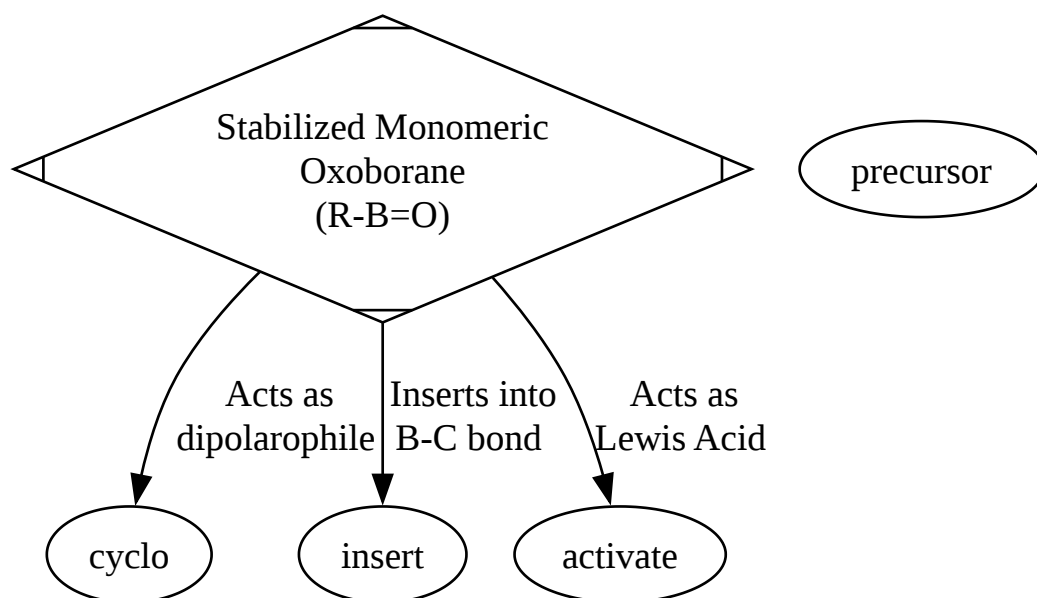 Stabilized Monomeric
Oxoborane
(R-B=O)
precursor
Acts as
dipolarophile
Inserts into
B-C bond
Acts as
Lewis Acid
cyclo
insert
activate